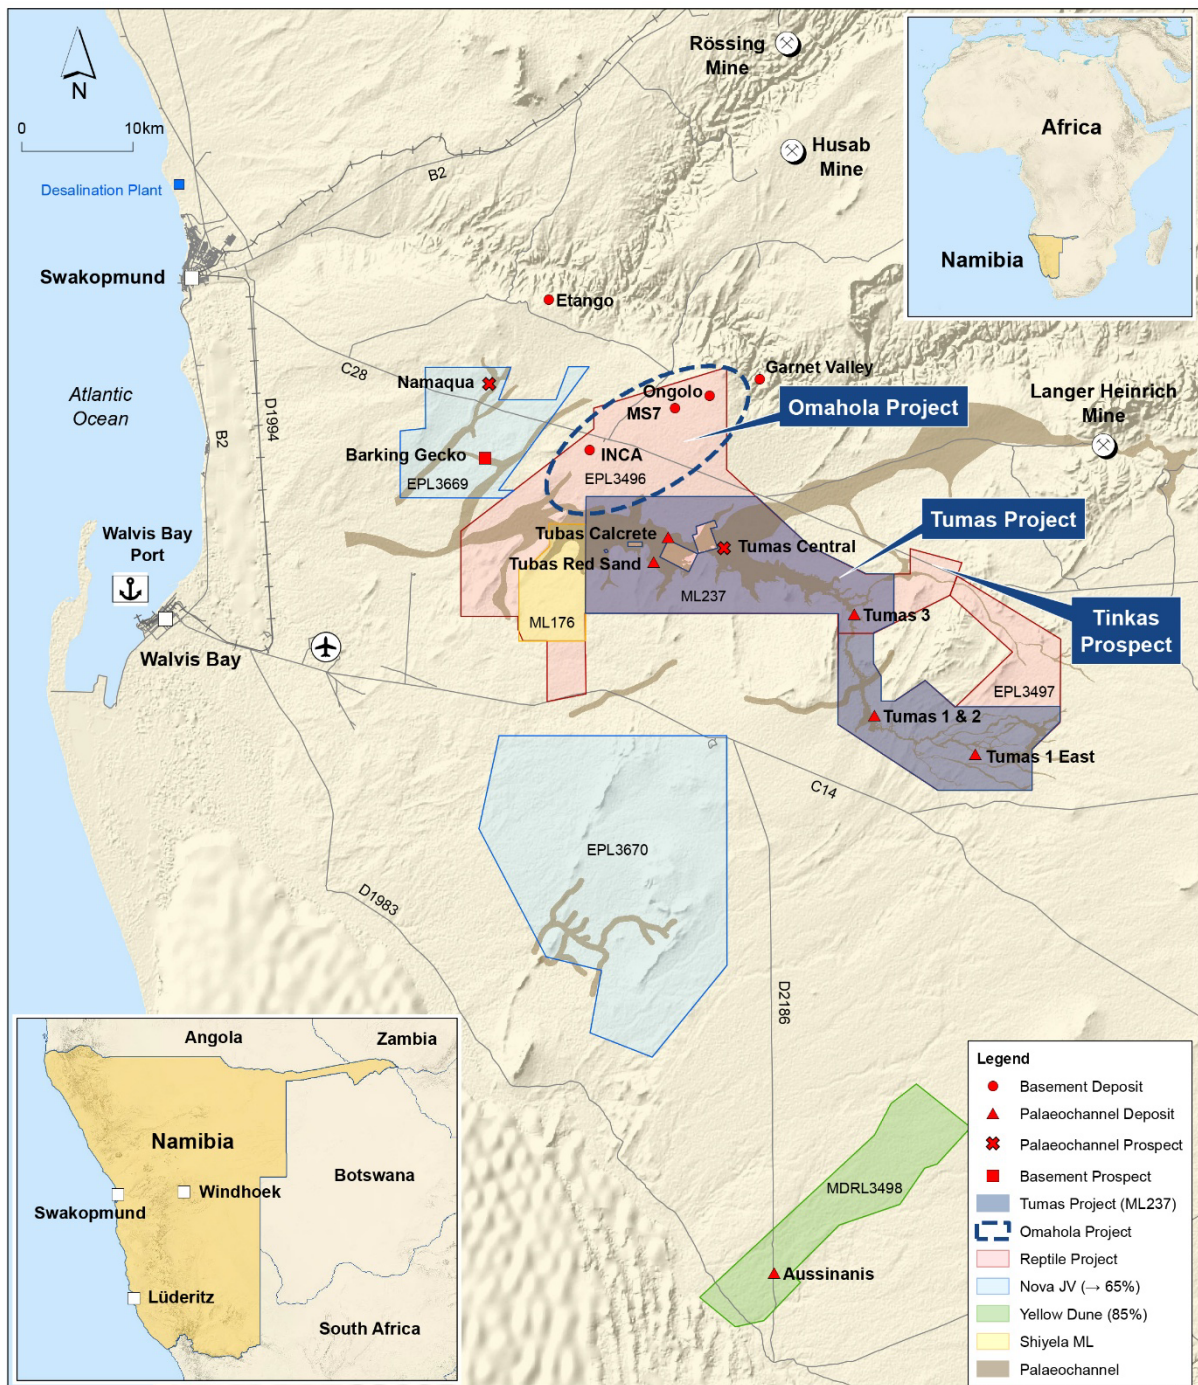 N
0
10km
Desalination Plant
Swakopmund
Atlantic
Ocean
B2
D1994
C28
B2
Rössing
Mine
Husab
Mine
Africa
Namibia
Etango
Garnet Valley
Namaqua
Ongolo
MS7
Omahola Project
Langer Heinrich
Mine
Barking Gecko
INCA
EPL3669
EPL3496
Tumas Project
Walvis Bay
Port
Tubas Calcrete
Tumas Central
Tubas Red Sand
ML237
ML176
Tumas 3
Tinkas
Prospect
Walvis Bay
EPL3497
Tumas 1 & 2
Tumas 1 East
C14
EPL3670
D1983
D2186
MDRL3498
Aussinanis
Angola
Zambia
Namibia
Botswana
Windhoek
Swakopmund
Lüderitz
South Africa
Legend
Basement Deposit
Palaeochannel Deposit
Palaeochannel Prospect
Basement Prospect
Tumas Project (ML237)
Omahola Project
Reptile Project
Nova JV (→ 65%)
Yellow Dune (85%)
Shiyela ML
Palaeochannel